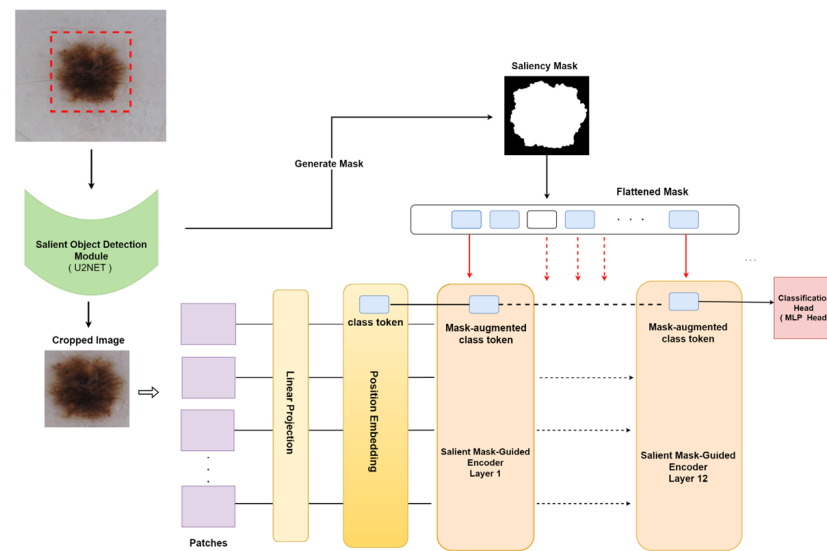 Saliency Mask
Generate Mask
Flattened Mask
Salient Object Detection
Module
( U2NET )
Cropped Image
Linear Projection
class token
Position Embedding
Mask-augmented
class token
Salient Mask-Guided
Encoder
Layer 1
Mask-augmented
class token
Salient Mask-Guided
Encoder
Layer 12
Classification
Head
( MLP Head
Patches